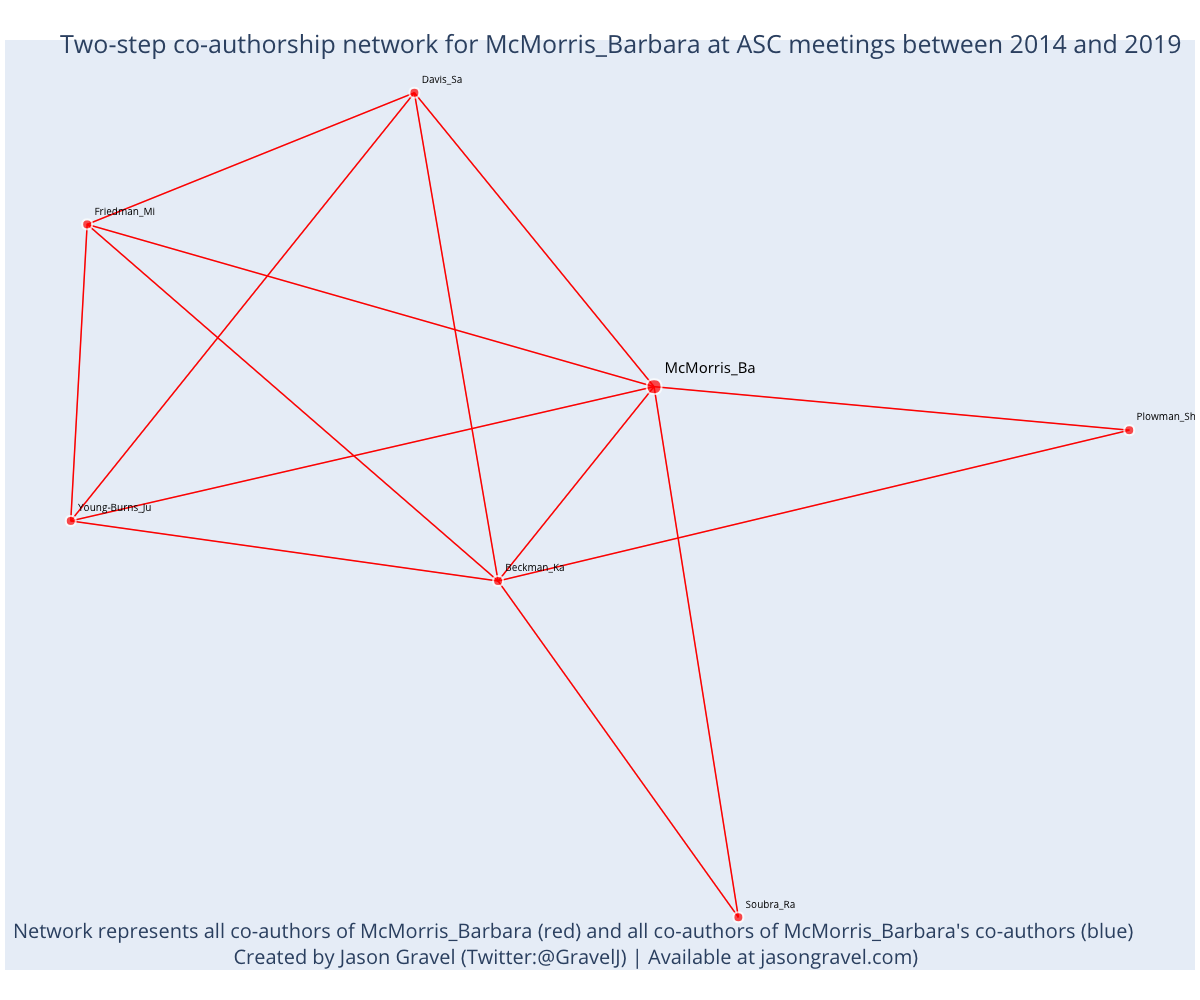 Two-step co-authorship network for McMorris_Barbara at ASC meetings between 2014 and 2019
Davis_Sa
Friedman_Mi
McMorris_Ba
Plowman_Sh
Young-Burns_Ju
Beckman_Ka
Soubra_Ra
Network represents all co-authors of McMorris_Barbara (red) and all co-authors of McMorris_Barbara's co-authors (blue)
Created by Jason Gravel (Twitter:@GravelJ) | Available at jasongravel.com)